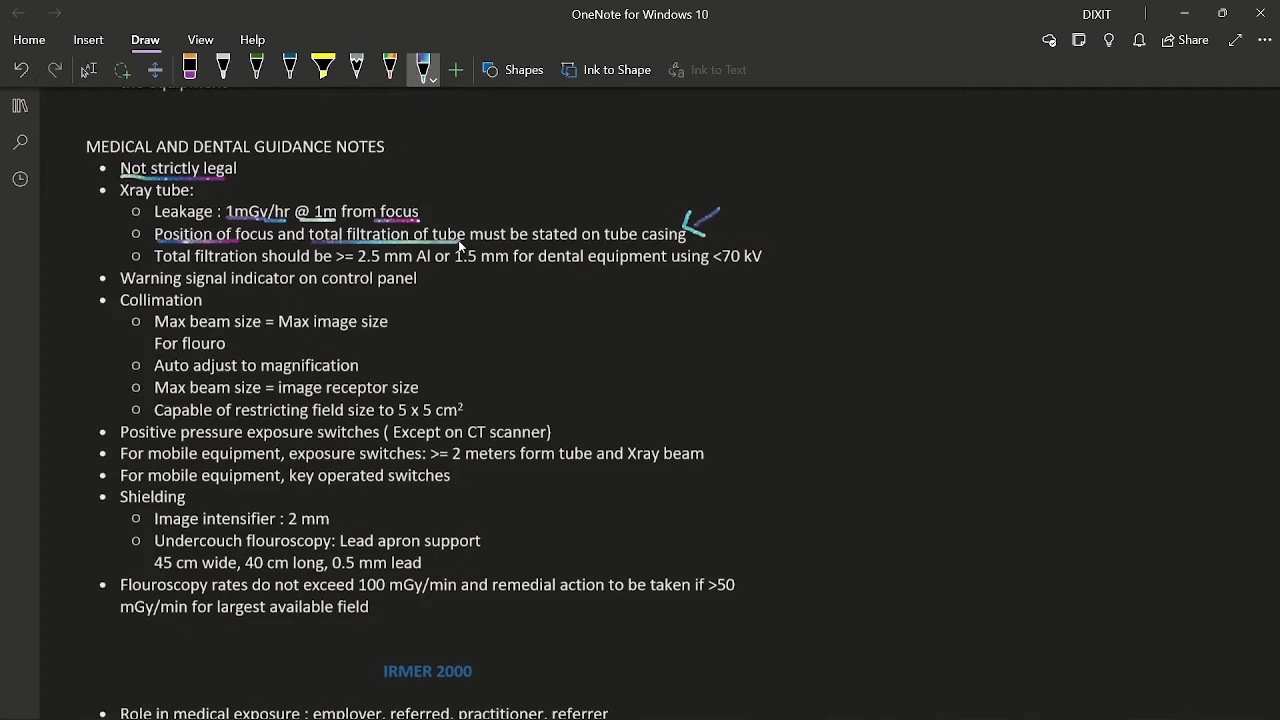 OneNote for Windows 10
DIXIT
Home Insert Draw View Help
Share
Shapes Ink to Shape Ink to Text
the equipment
MEDICAL AND DENTAL GUIDANCE NOTES
• Not strictly legal
• Xray tube:
o Leakage : 1mGy/hr @ 1m from focus
o Position of focus and total filtration of tube must be stated on tube casing
o Total filtration should be >= 2.5 mm Al or 1.5 mm for dental equipment using <70 kV
• Warning signal indicator on control panel
• Collimation
o Max beam size = Max image size
For flouro
o Auto adjust to magnification
o Max beam size = image receptor size
o Capable of restricting field size to 5 x 5 cm²
• Positive pressure exposure switches ( Except on CT scanner)
• For mobile equipment, exposure switches: >= 2 meters form tube and Xray beam
• For mobile equipment, key operated switches
• Shielding
o Image intensifier : 2 mm
o Undercouch flouroscopy: Lead apron support
45 cm wide, 40 cm long, 0.5 mm lead
• Flouroscopy rates do not exceed 100 mGy/min and remedial action to be taken if >50
mGy/min for largest available field
IRMER 2000
• Role in medical exposure : employer, referred, practitioner, referrer